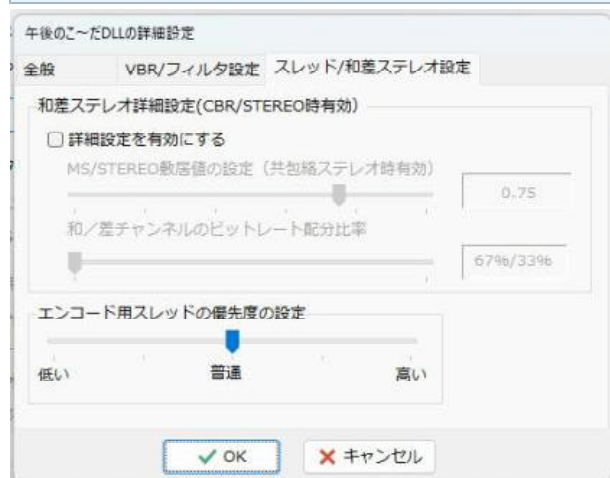 午後のこ~だDLLの詳細設定
全般 VBR/フィルタ設定 スレッド/和差ステレオ設定
和差ステレオ詳細設定(CBR/STEREO時有効)
詳細設定を有効にする
MS/STEREO敷居値の設定（共包絡ステレオ時有効）
0.75
和／差チャンネルのビットレート配分比率
67%/33%
エンコード用スレッドの優先度の設定
低い 普通 高い
OK キャンセル